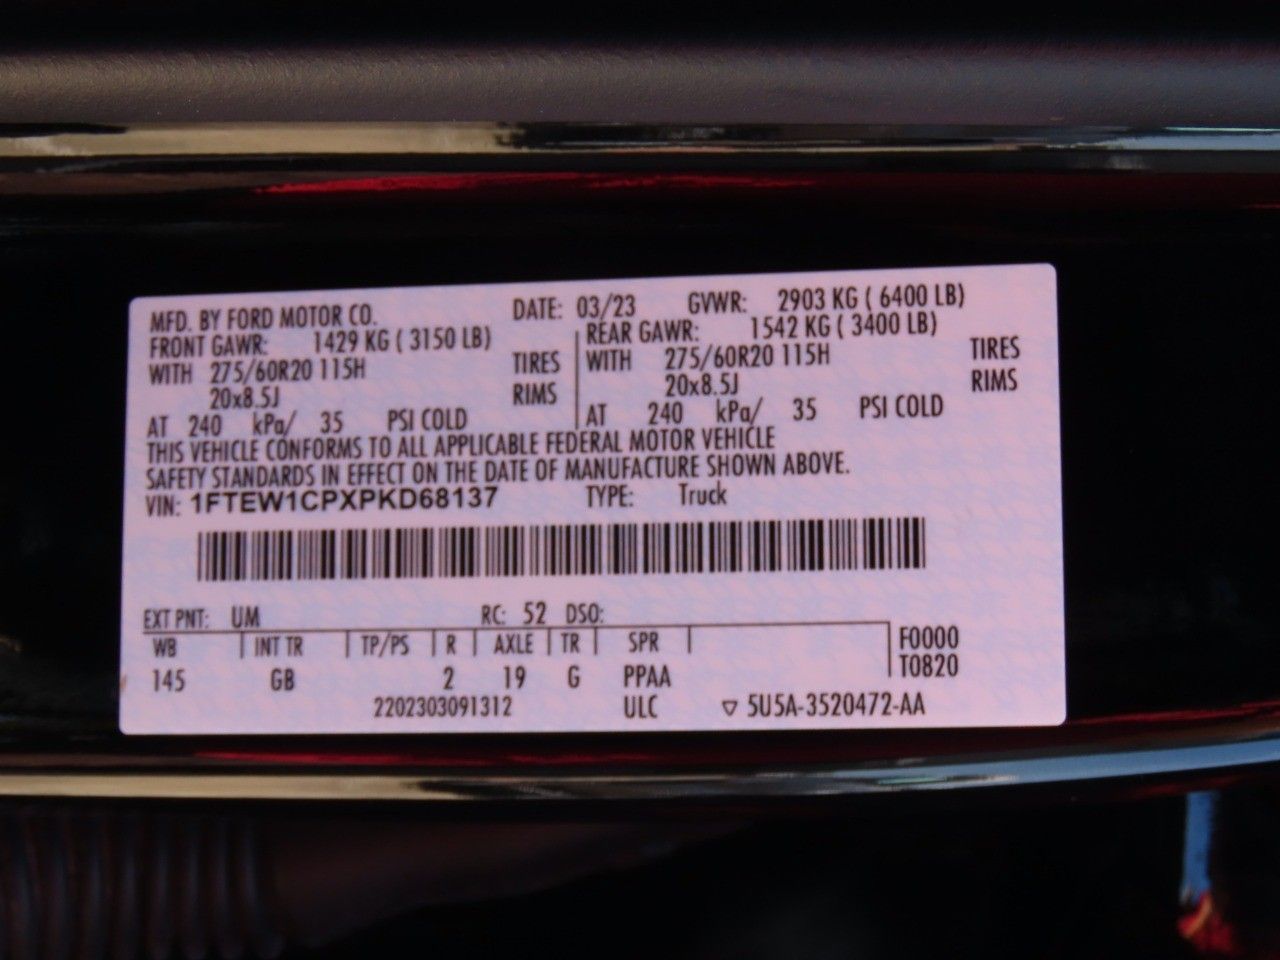 MFD. BY FORD MOTOR CO. DATE: 03/23 GVWR: 2903 KG ( 6400 LB)
FRONT GAWR: 1429 KG ( 3150 LB) REAR GAWR: 1542 KG ( 3400 LB)
WITH 275/60R20 115H TIRES WITH 275/60R20 115H TIRES
20x8.5J RIMS 20x8.5J RIMS
AT 240 kPa/ 35 PSI COLD AT 240 kPa/ 35 PSI COLD
THIS VEHICLE CONFORMS TO ALL APPLICABLE FEDERAL MOTOR VEHICLE
SAFETY STANDARDS IN EFFECT ON THE DATE OF MANUFACTURE SHOWN ABOVE.
VIN: 1FTEW1CPXPKD68137 TYPE: Truck
EXT PNT: UM RC: 52 DSO:
WB INT TR TP/PS R AXLE TR SPR F0000
145 GB 2 19 G PPAA T0820
2202303091312 ULC ▽ 5U5A-3520472-AA